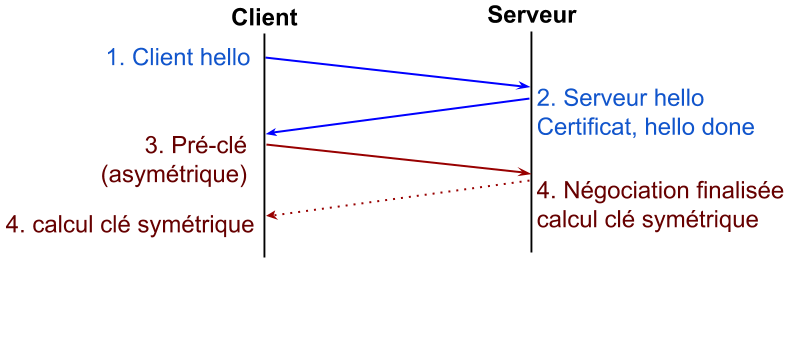 Client
Serveur
1. Client hello
2. Serveur hello
Certificat, hello done
3. Pré-clé
(asymétrique)
4. Négociation finalisée
calcul clé symétrique
4. calcul clé symétrique